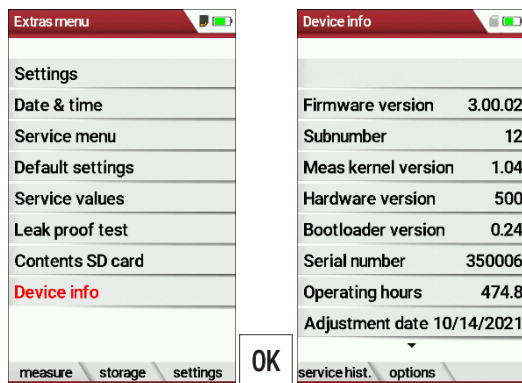 Extras menu
Settings
Date & time
Service menu
Default settings
Service values
Leak proof test
Contents SD card
Device info
measure storage settings
OK
Device info
Firmware version 3.00.02
Subnumber 12
Meas kernel version 1.04
Hardware version 500
Bootloader version 0.24
Serial number 350006
Operating hours 474.8
Adjustment date 10/14/2021
service hist. options